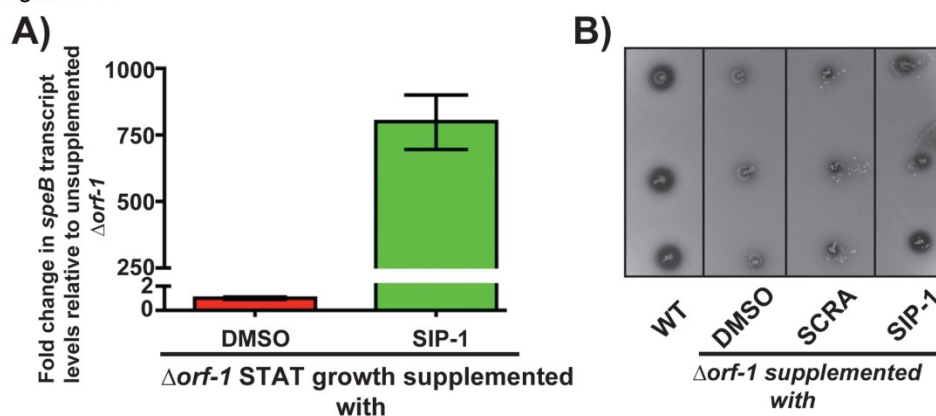 A)
Fold change in speB transcript
levels relative to unsupplemented
Δorf-1
1000
750
500
250
2
0
DMSO
SIP-1
Δorf-1 STAT growth supplemented
with
B)
WT
DMSO
SCRA
SIP-1
Δorf-1 supplemented
with